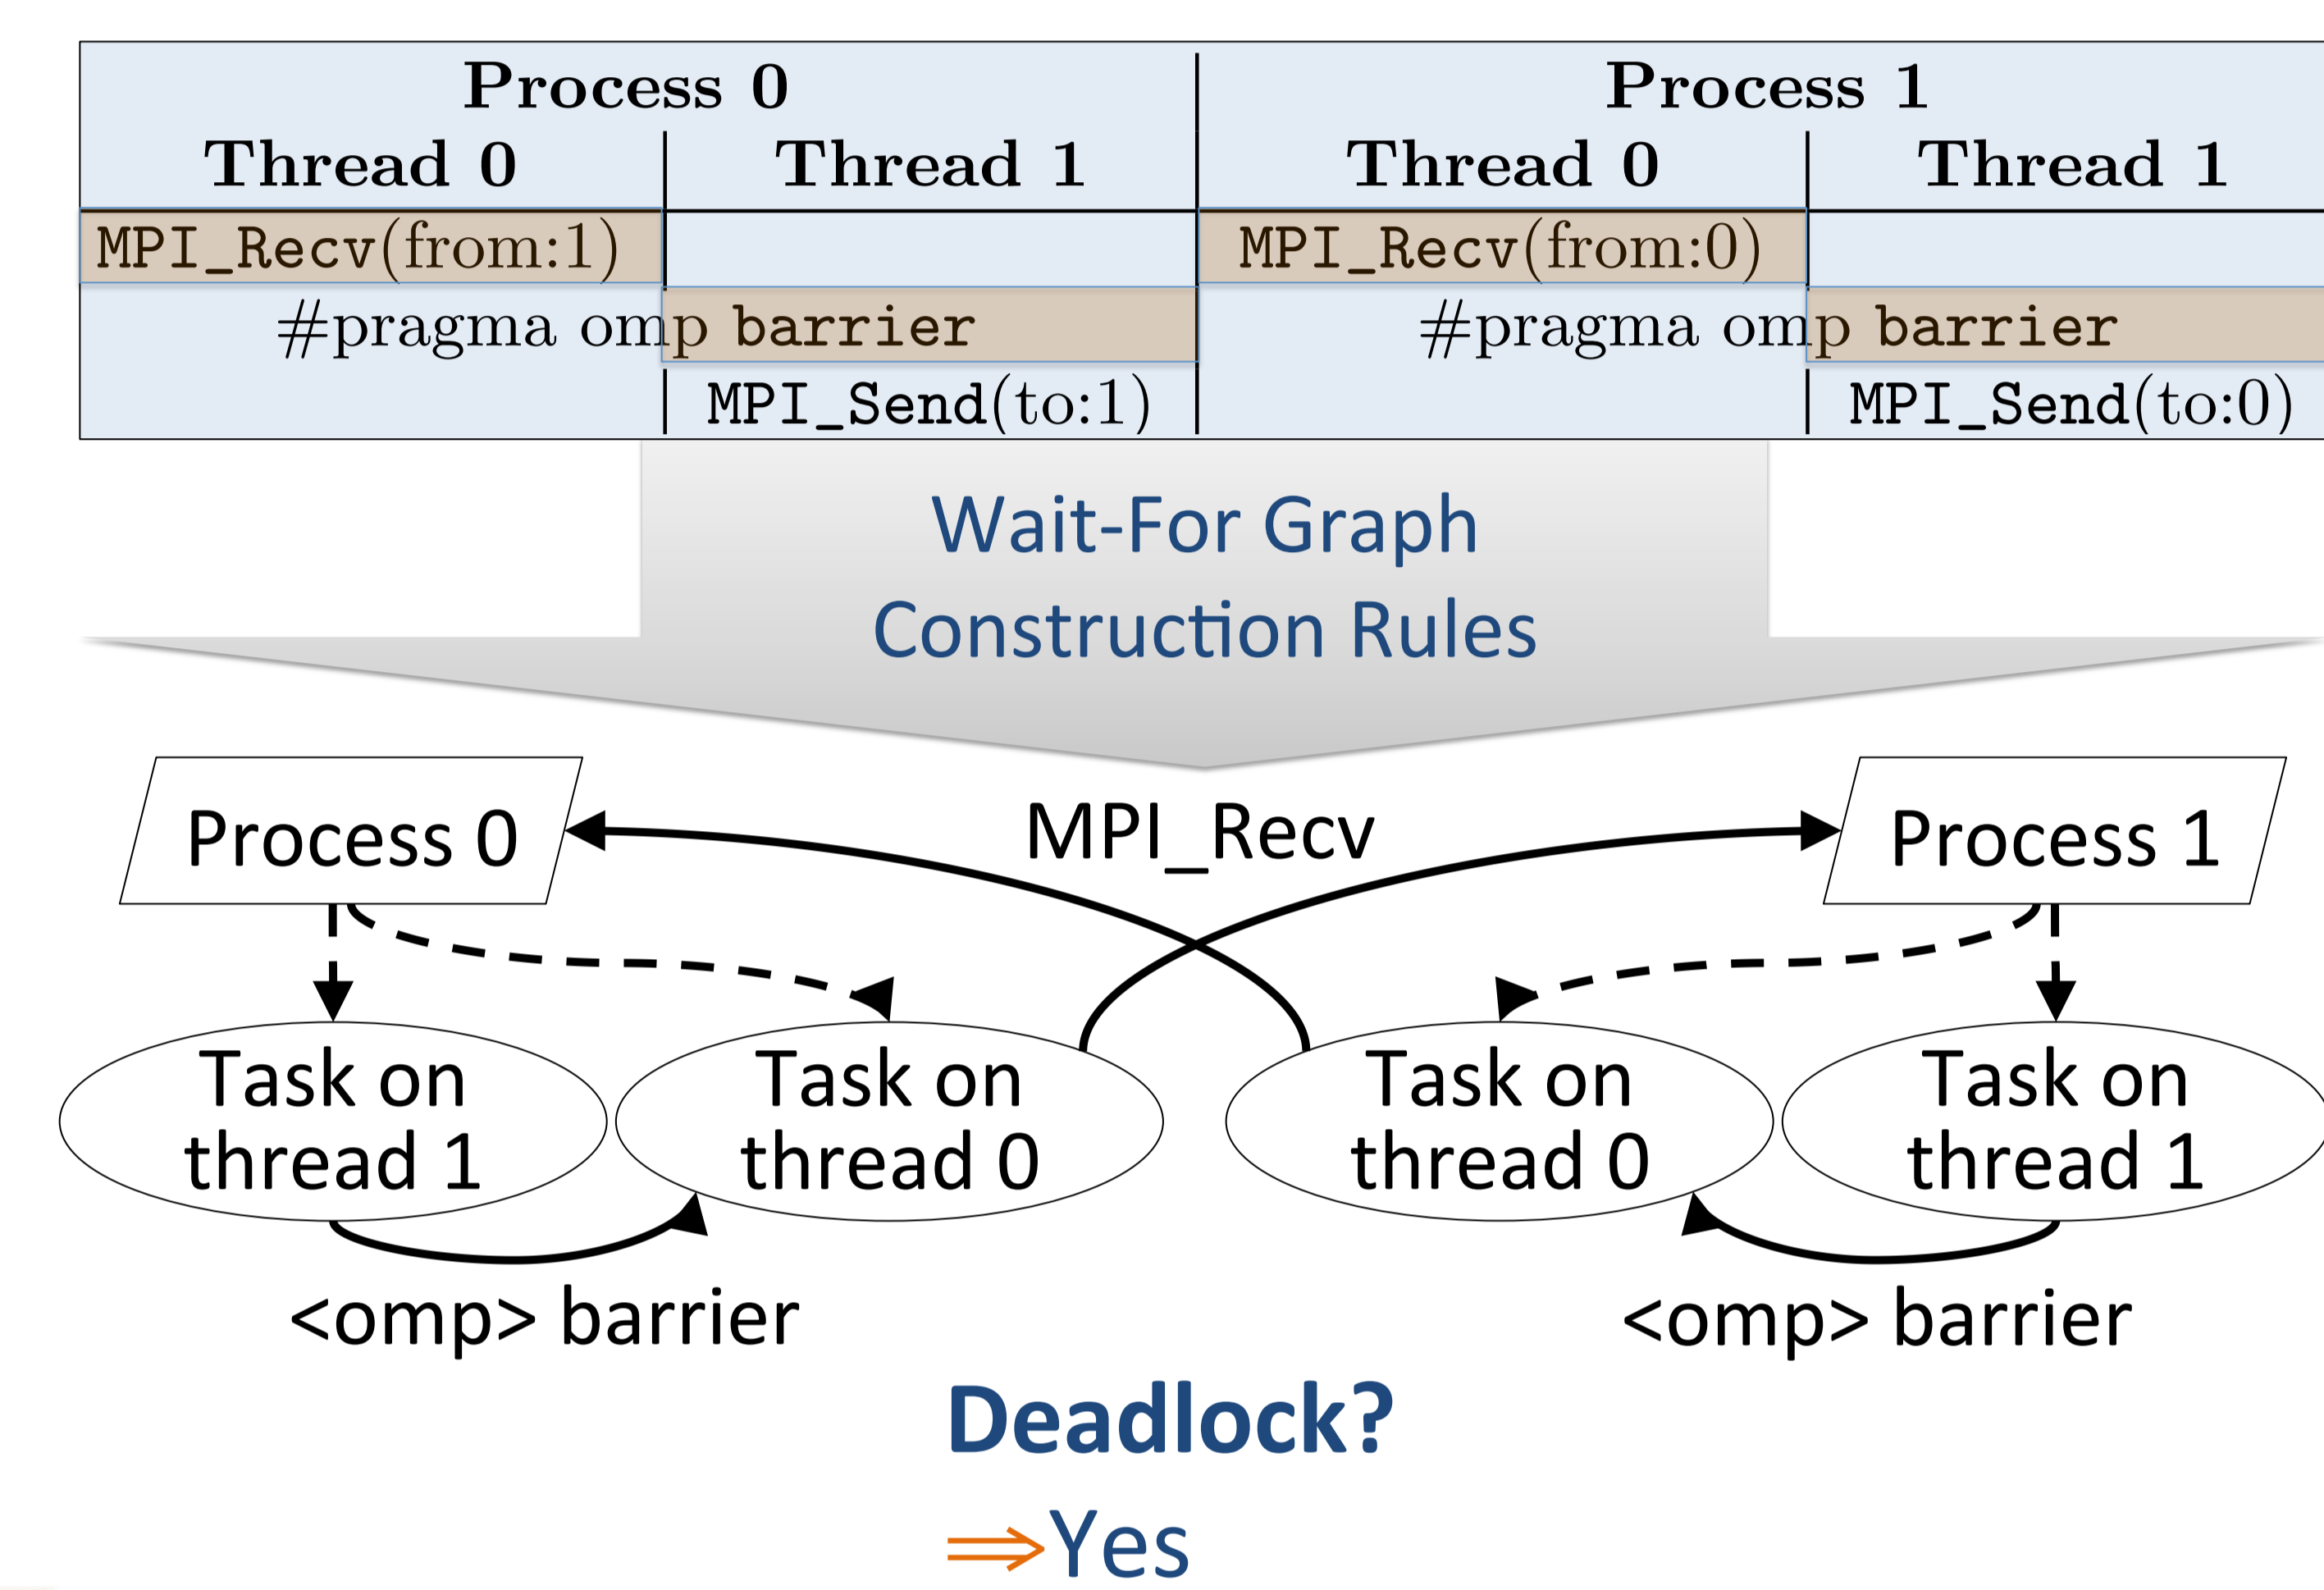 Process 0 Process 1
Thread 0 Thread 1 Thread 0 Thread 1
MPI_Recv(from:1) MPI_Recv(from:0)
#pragma omp barrier #pragma omp barrier
MPI_Send(to:1) MPI_Send(to:0)
Wait-For Graph
Construction Rules
Process 0 MPI_Recv Process 1
Task on Task on Task on Task on
thread 1 thread 0 thread 0 thread 1
<omp> barrier <omp> barrier
Deadlock?
⇒Yes